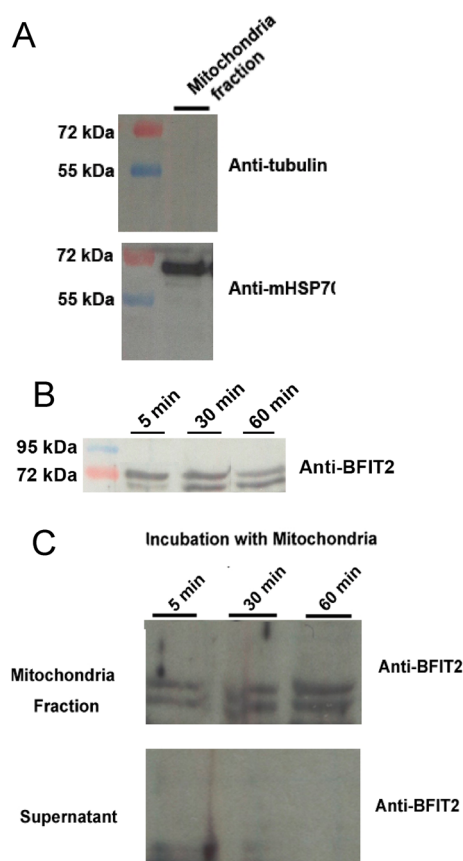 A
Mitochondria
fraction
72 kDa
55 kDa
Anti-tubulin
72 kDa
55 kDa
Anti-mHSP70
B
5 min
30 min
60 min
95 kDa
72 kDa
Anti-BFIT2
C
Incubation with Mitochondria
5 min
30 min
60 min
Mitochondria
Fraction
Anti-BFIT2
Supernatant
Anti-BFIT2